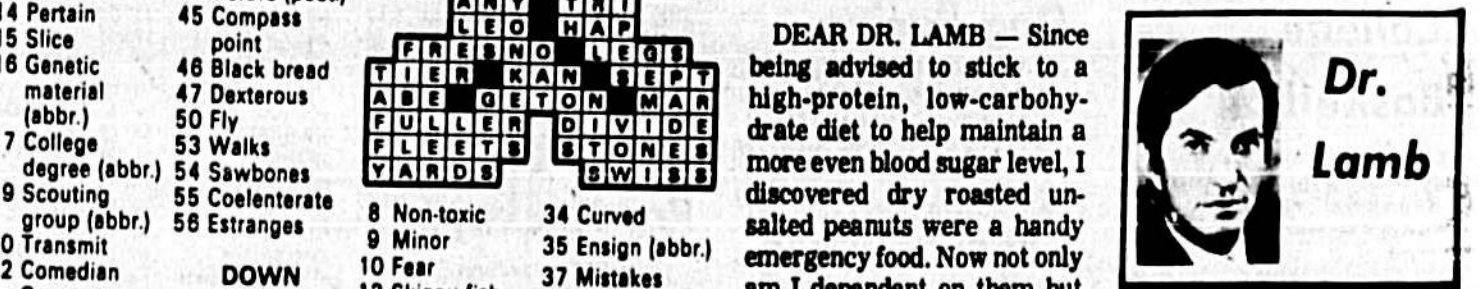 14 Pertain
15 Slice
16 Genetic
material
(abbr.)
7 College
degree (abbr.)
9 Scouting
group (abbr.)
0 Transmit
2 Comedian
45 Compass
point
46 Black bread
47 Dexterous
50 Fly
53 Walks
54 Sawbones
55 Coelenterate
56 Estranges
DOWN
ANY TRI
LEO HAP
FRESNO LEGS
TIER KAN SEPT
ABE GETON MAR
FULLER DIVIDE
FLEETS STONES
YARDS SWISS
8 Non-toxic
9 Minor
10 Fear
34 Curved
35 Ensign (abbr.)
37 Mistakes
DEAR DR. LAMB — Since
being advised to stick to a
high-protein, low-carbohy-
drate diet to help maintain a
more even blood sugar level, I
discovered dry roasted un-
salted peanuts were a handy
emergency food. Now not only
am I dependent on them but
Dr.
Lamb